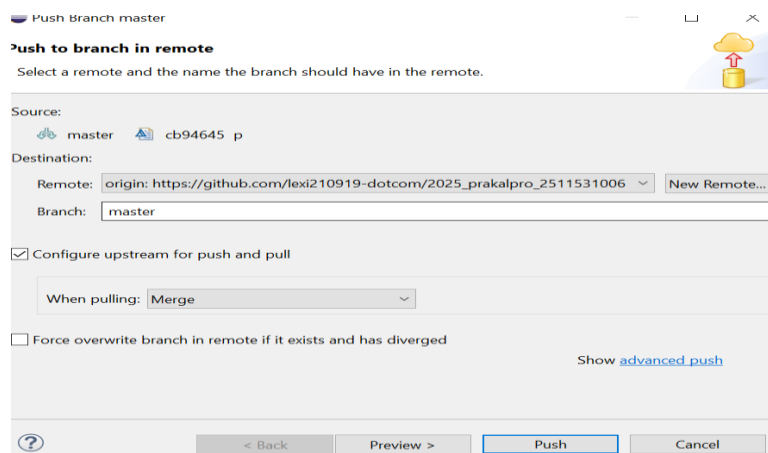 Push Branch master
Push to branch in remote
Select a remote and the name the branch should have in the remote.
Source:
master cb94645 p
Destination:
Remote: origin: https://github.com/lexi210919-dotcom/2025_prakalpro_2511531006 New Remote...
Branch: master
Configure upstream for push and pull
When pulling: Merge
Force overwrite branch in remote if it exists and has diverged
Show advanced push
? < Back Preview > Push Cancel